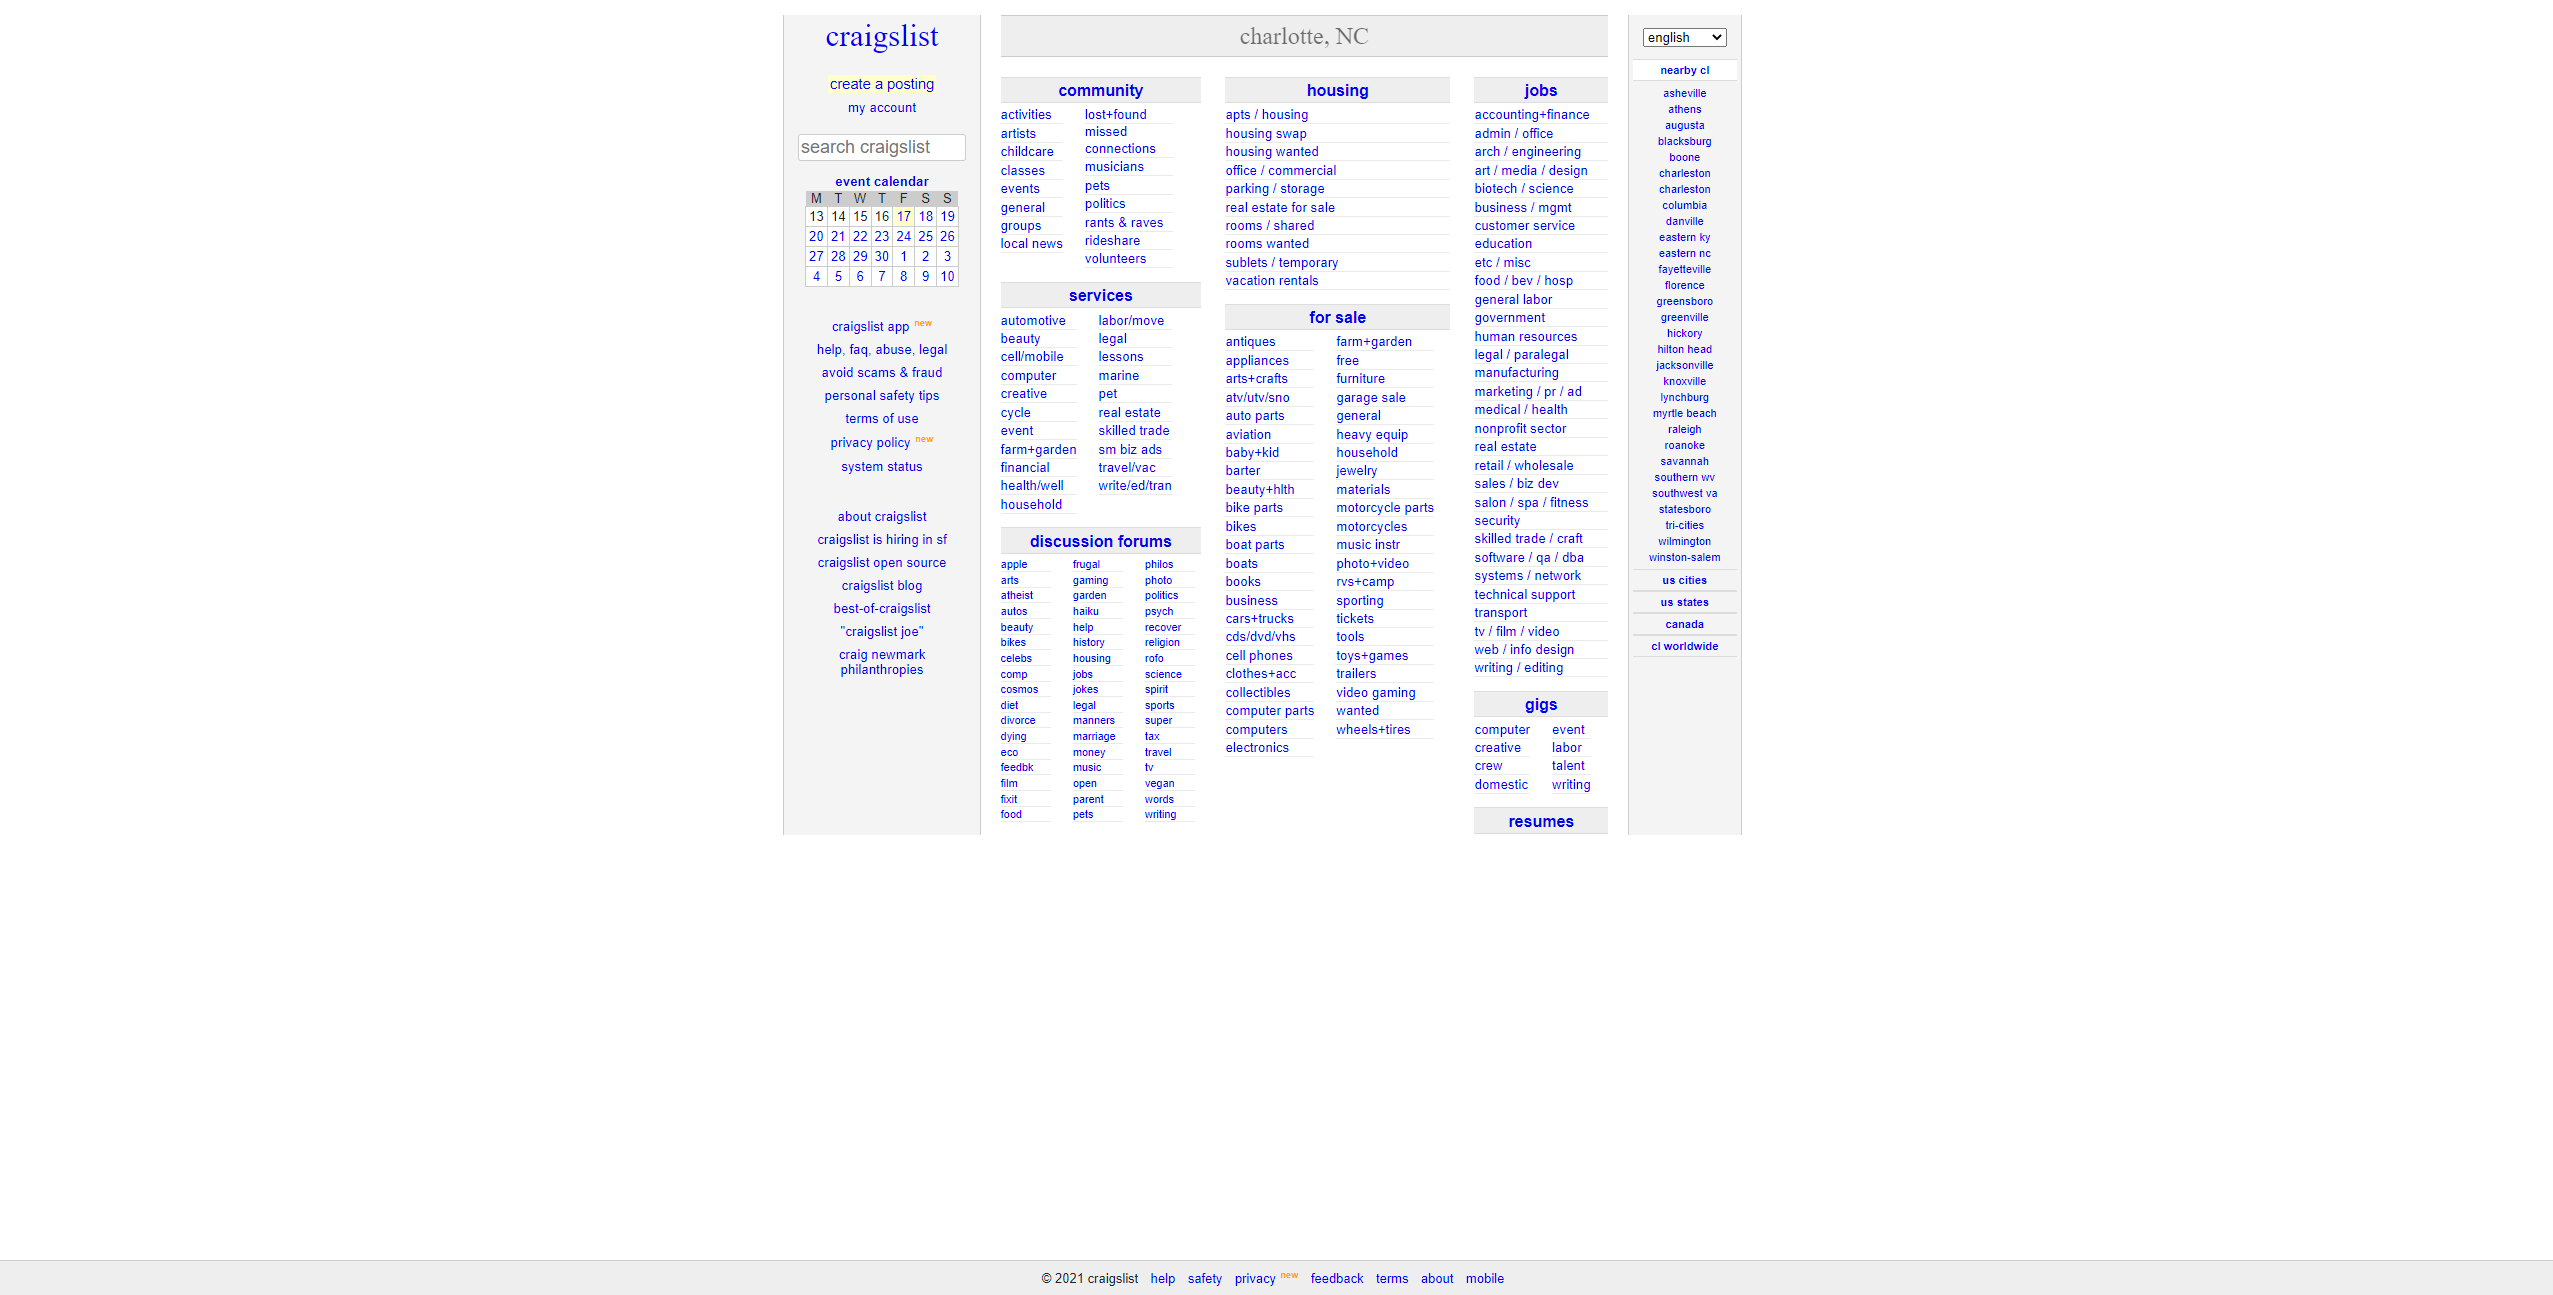 craigslist
create a posting
my account
search craigslist
event calendar
M T W T F S S
13 14 15 16 17 18 19
20 21 22 23 24 25 26
27 28 29 30 1 2 3
4 5 6 7 8 9 10
craigslist app new
help, faq, abuse, legal
avoid scams & fraud
personal safety tips
terms of use
privacy policy new
system status
about craigslist
craigslist is hiring in sf
craigslist open source
craigslist blog
best-of-craigslist
"craigslist joe"
craig newmark
philanthropies
charlotte, NC
community
activities
artists
childcare
classes
events
general
groups
local news
lost+found
missed
connections
musicians
pets
politics
rants & raves
rideshare
volunteers
services
automotive
beauty
cell/mobile
computer
creative
cycle
event
farm+garden
financial
health/well
household
labor/move
legal
lessons
marine
pet
real estate
skilled trade
sm biz ads
travel/vac
write/ed/tran
discussion forums
apple
arts
atheist
autos
beauty
bikes
celebs
comp
cosmos
diet
divorce
dying
eco
feedbk
film
fixit
food
frugal
gaming
garden
haiku
help
history
housing
jobs
jokes
legal
manners
marriage
money
music
open
parent
pets
philos
photo
politics
psych
recover
religion
rofo
science
spirit
sports
super
tax
travel
tv
vegan
words
writing
housing
apts / housing
housing swap
housing wanted
office / commercial
parking / storage
real estate for sale
rooms / shared
rooms wanted
sublets / temporary
vacation rentals
for sale
antiques
appliances
arts+crafts
atv/utv/sno
auto parts
aviation
baby+kid
barter
beauty+hlth
bike parts
bikes
boat parts
boats
books
business
cars+trucks
cds/dvd/vhs
cell phones
clothes+acc
collectibles
computer parts
computers
electronics
farm+garden
free
furniture
garage sale
general
heavy equip
household
jewelry
materials
motorcycle parts
motorcycles
music instr
photo+video
rvs+camp
sporting
tickets
tools
toys+games
trailers
video gaming
wanted
wheels+tires
jobs
accounting+finance
admin / office
arch / engineering
art / media / design
biotech / science
business / mgmt
customer service
education
etc / misc
food / bev / hosp
general labor
government
human resources
legal / paralegal
manufacturing
marketing / pr / ad
medical / health
nonprofit sector
real estate
retail / wholesale
sales / biz dev
salon / spa / fitness
security
skilled trade / craft
software / qa / dba
systems / network
technical support
transport
tv / film / video
web / info design
writing / editing
gigs
computer
creative
crew
domestic
event
labor
talent
writing
resumes
english
nearby cl
asheville
athens
augusta
blacksburg
boone
charleston
charleston
columbia
danville
eastern ky
eastern nc
fayetteville
florence
greensboro
greenville
hickory
hilton head
jacksonville
knoxville
lynchburg
myrtle beach
raleigh
roanoke
savannah
southern wv
southwest va
statesboro
tri-cities
wilmington
winston-salem
us cities
us states
canada
cl worldwide
© 2021 craigslist help safety privacy new feedback terms about mobile